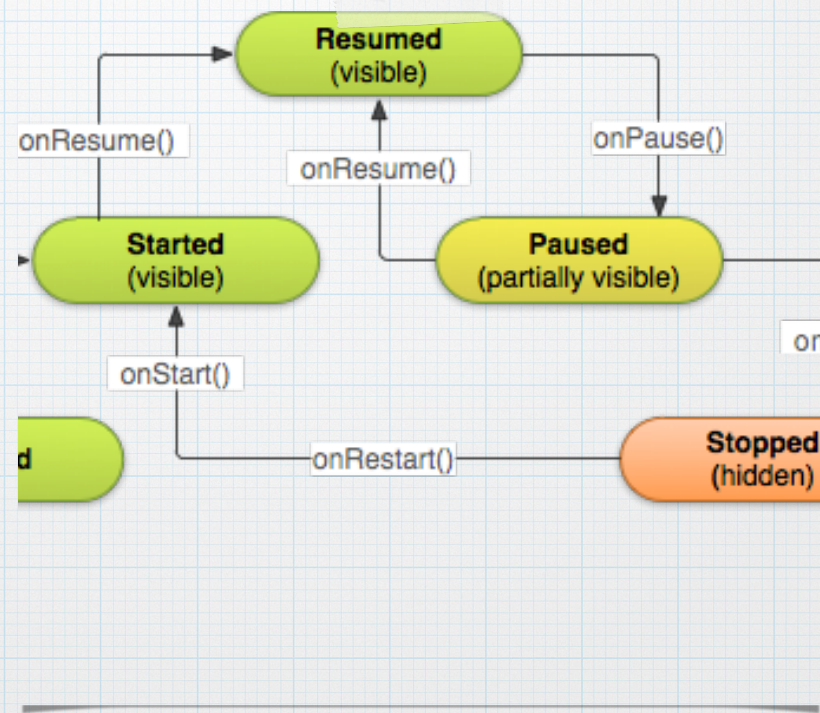 Resumed
(visible)
onResume()
onResume()
onPause()
Started
(visible)
Paused
(partially visible)
onStart()
onRestart()
Stopped
(hidden)